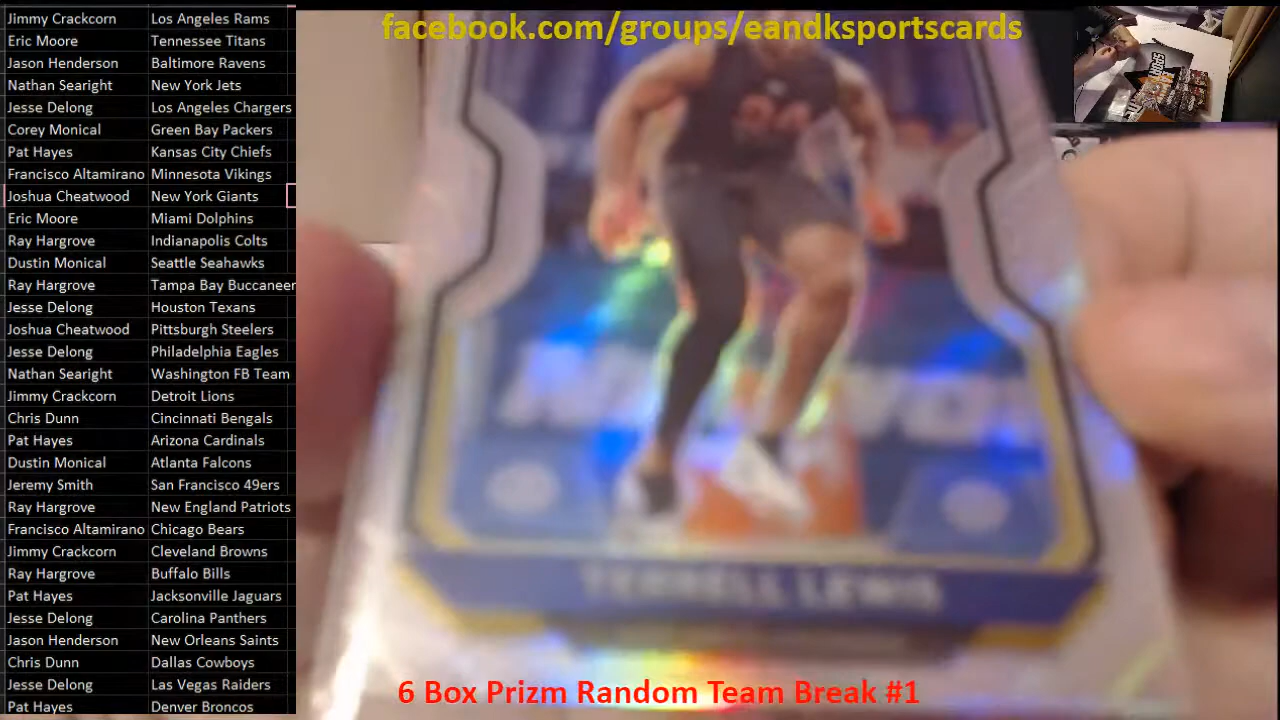 facebook.com/groups/eandksportscards
Jimmy Crackcorn Los Angeles Rams
Eric Moore Tennessee Titans
Jason Henderson Baltimore Ravens
Nathan Searight New York Jets
Jesse Delong Los Angeles Chargers
Corey Monical Green Bay Packers
Pat Hayes Kansas City Chiefs
Francisco Altamirano Minnesota Vikings
Joshua Cheatwood New York Giants
Eric Moore Miami Dolphins
Ray Hargrove Indianapolis Colts
Dustin Monical Seattle Seahawks
Ray Hargrove Tampa Bay Buccaneer
Jesse Delong Houston Texans
Joshua Cheatwood Pittsburgh Steelers
Jesse Delong Philadelphia Eagles
Nathan Searight Washington FB Team
Jimmy Crackcorn Detroit Lions
Chris Dunn Cincinnati Bengals
Pat Hayes Arizona Cardinals
Dustin Monical Atlanta Falcons
Jeremy Smith San Francisco 49ers
Ray Hargrove New England Patriots
Francisco Altamirano Chicago Bears
Jimmy Crackcorn Cleveland Browns
Ray Hargrove Buffalo Bills
Pat Hayes Jacksonville Jaguars
Jesse Delong Carolina Panthers
Jason Henderson New Orleans Saints
Chris Dunn Dallas Cowboys
Jesse Delong Las Vegas Raiders
Pat Hayes Denver Broncos
TERRELL LEWIS
6 Box Prizm Random Team Break #1